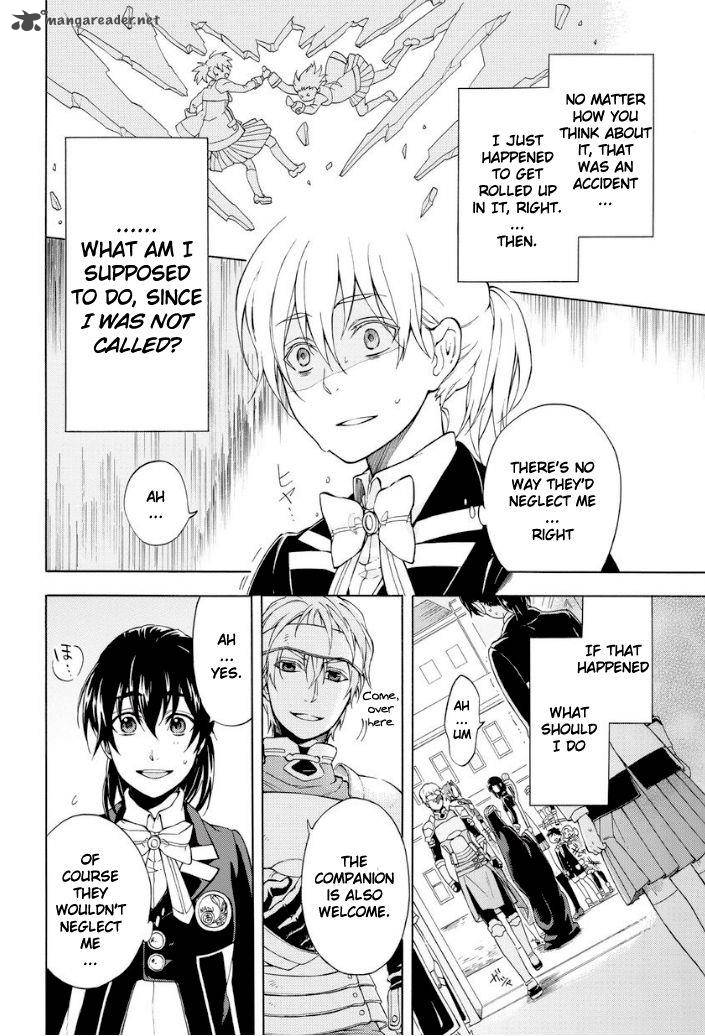 mangareader.net
NO MATTER
HOW YOU
THINK ABOUT
IT, THAT
WAS AN
ACCIDENT
...
I JUST
HAPPENED
TO GET
ROLLED UP
IN IT, RIGHT.
...
THEN.
......
WHAT AM I
SUPPOSED
TO DO, SINCE
I WAS NOT
CALLED?
THERE'S NO
WAY THEY'D
NEGLECT ME
...
RIGHT
AH
...
IF THAT
HAPPENED
WHAT
SHOULD
I DO
AH
...
UM
Come,
over
here
THE
COMPANION
IS ALSO
WELCOME.
AH
...
YES.
ほ...
OF
COURSE
THEY
WOULDN'T
NEGLECT
ME
...